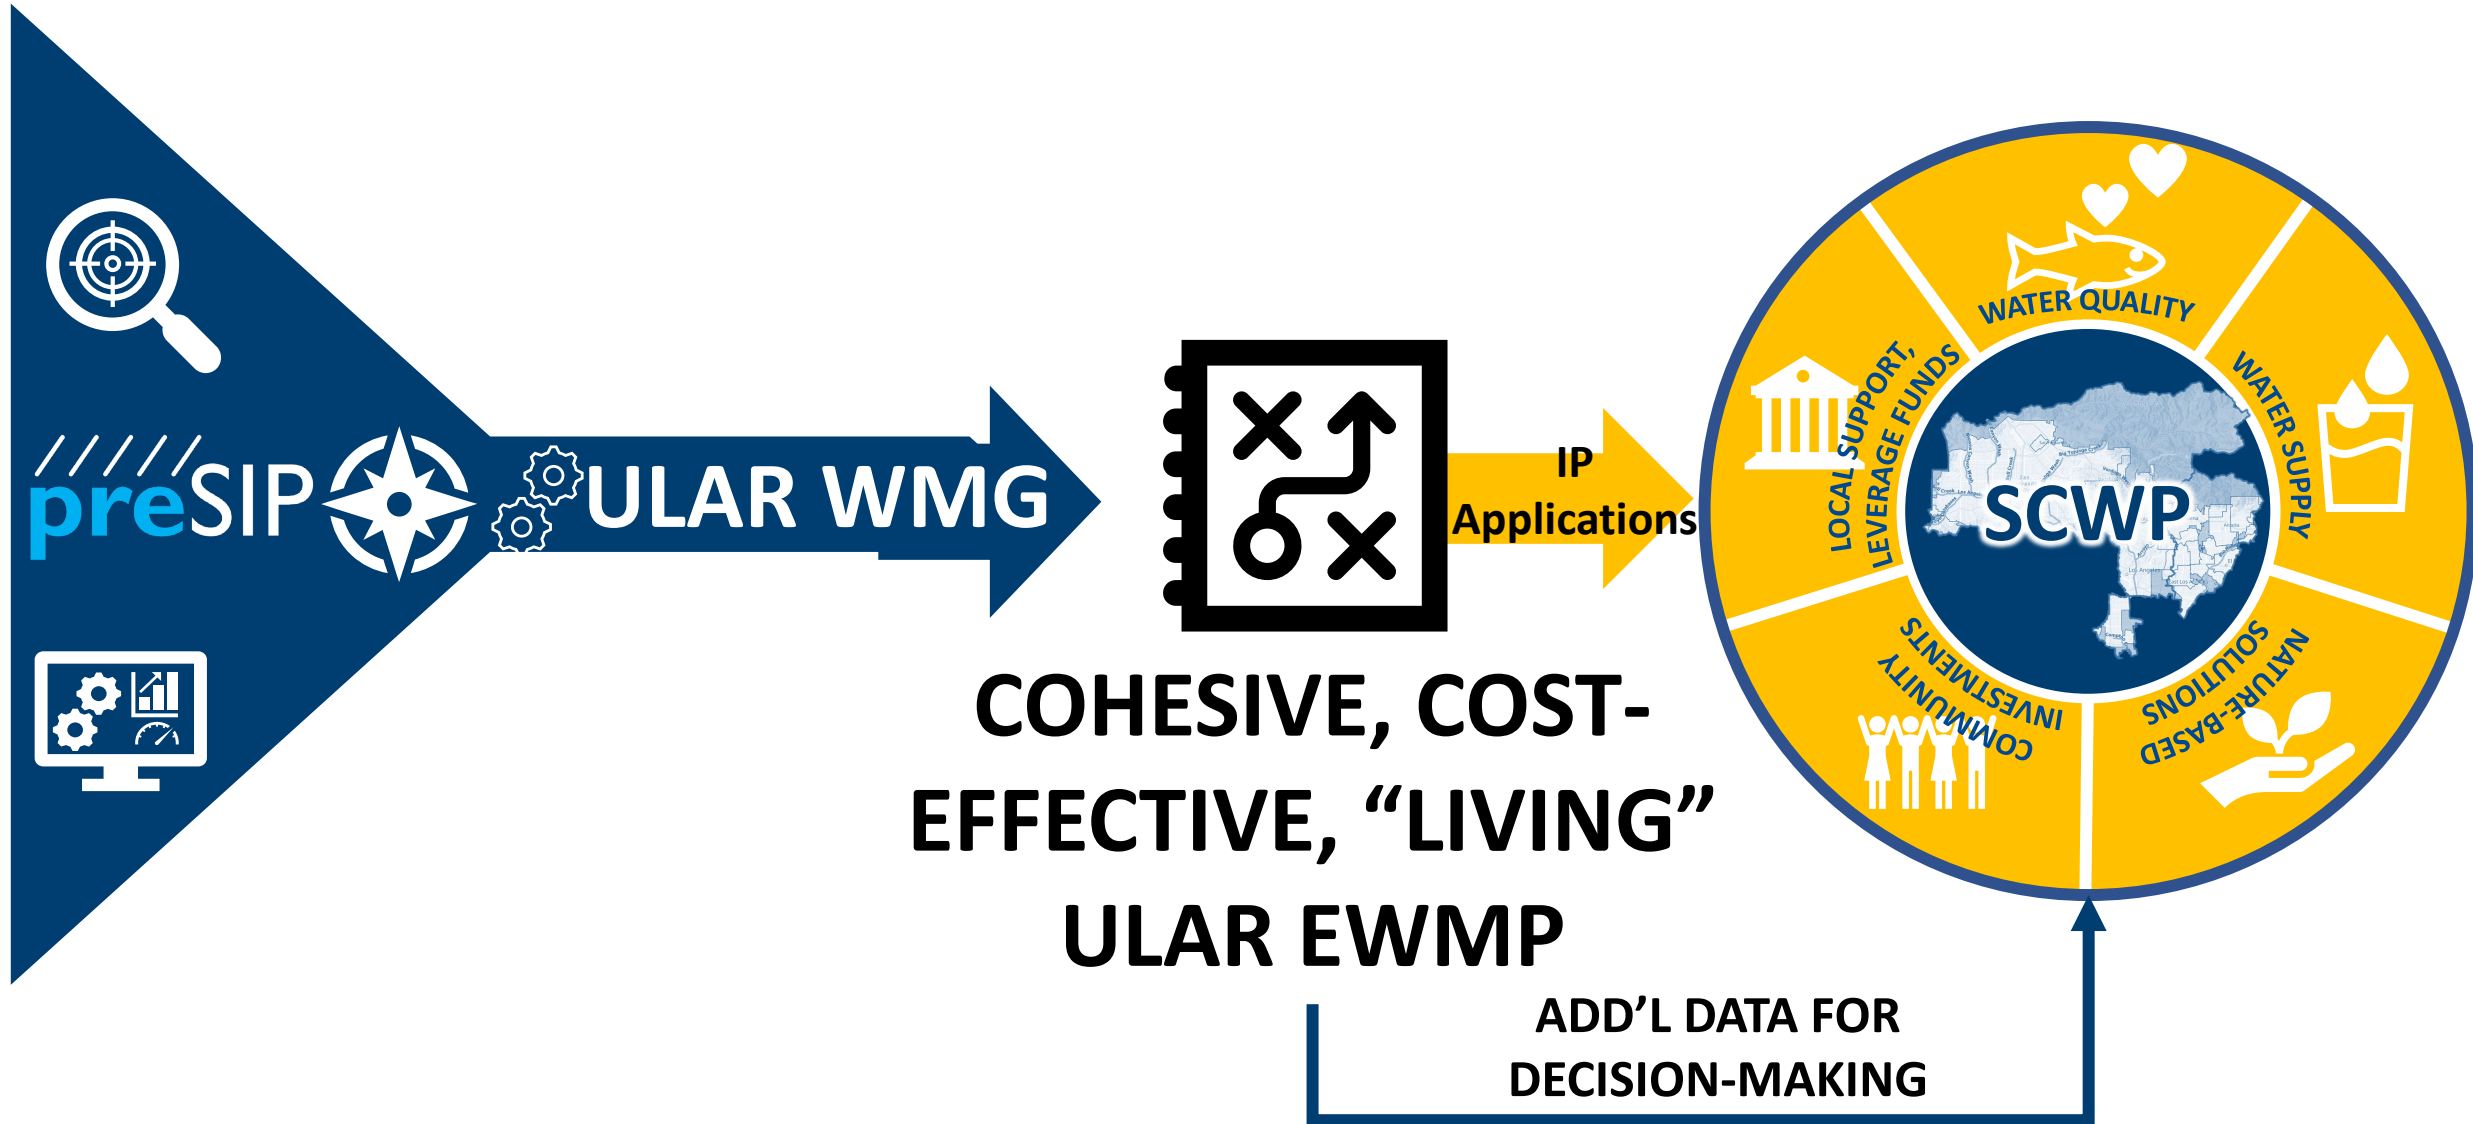 preSIP
ULAR WMG
COHESIVE, COST-
EFFECTIVE, “LIVING”
ULAR EWMP
IP
Applications
WATER QUALITY
WATER SUPPLY
NATURE-BASED
SOLUTIONS
COMMUNITY
INVESTMENTS
LOCAL SUPPORT,
LEVERAGE FUNDS
SCWP
ADD’L DATA FOR
DECISION-MAKING